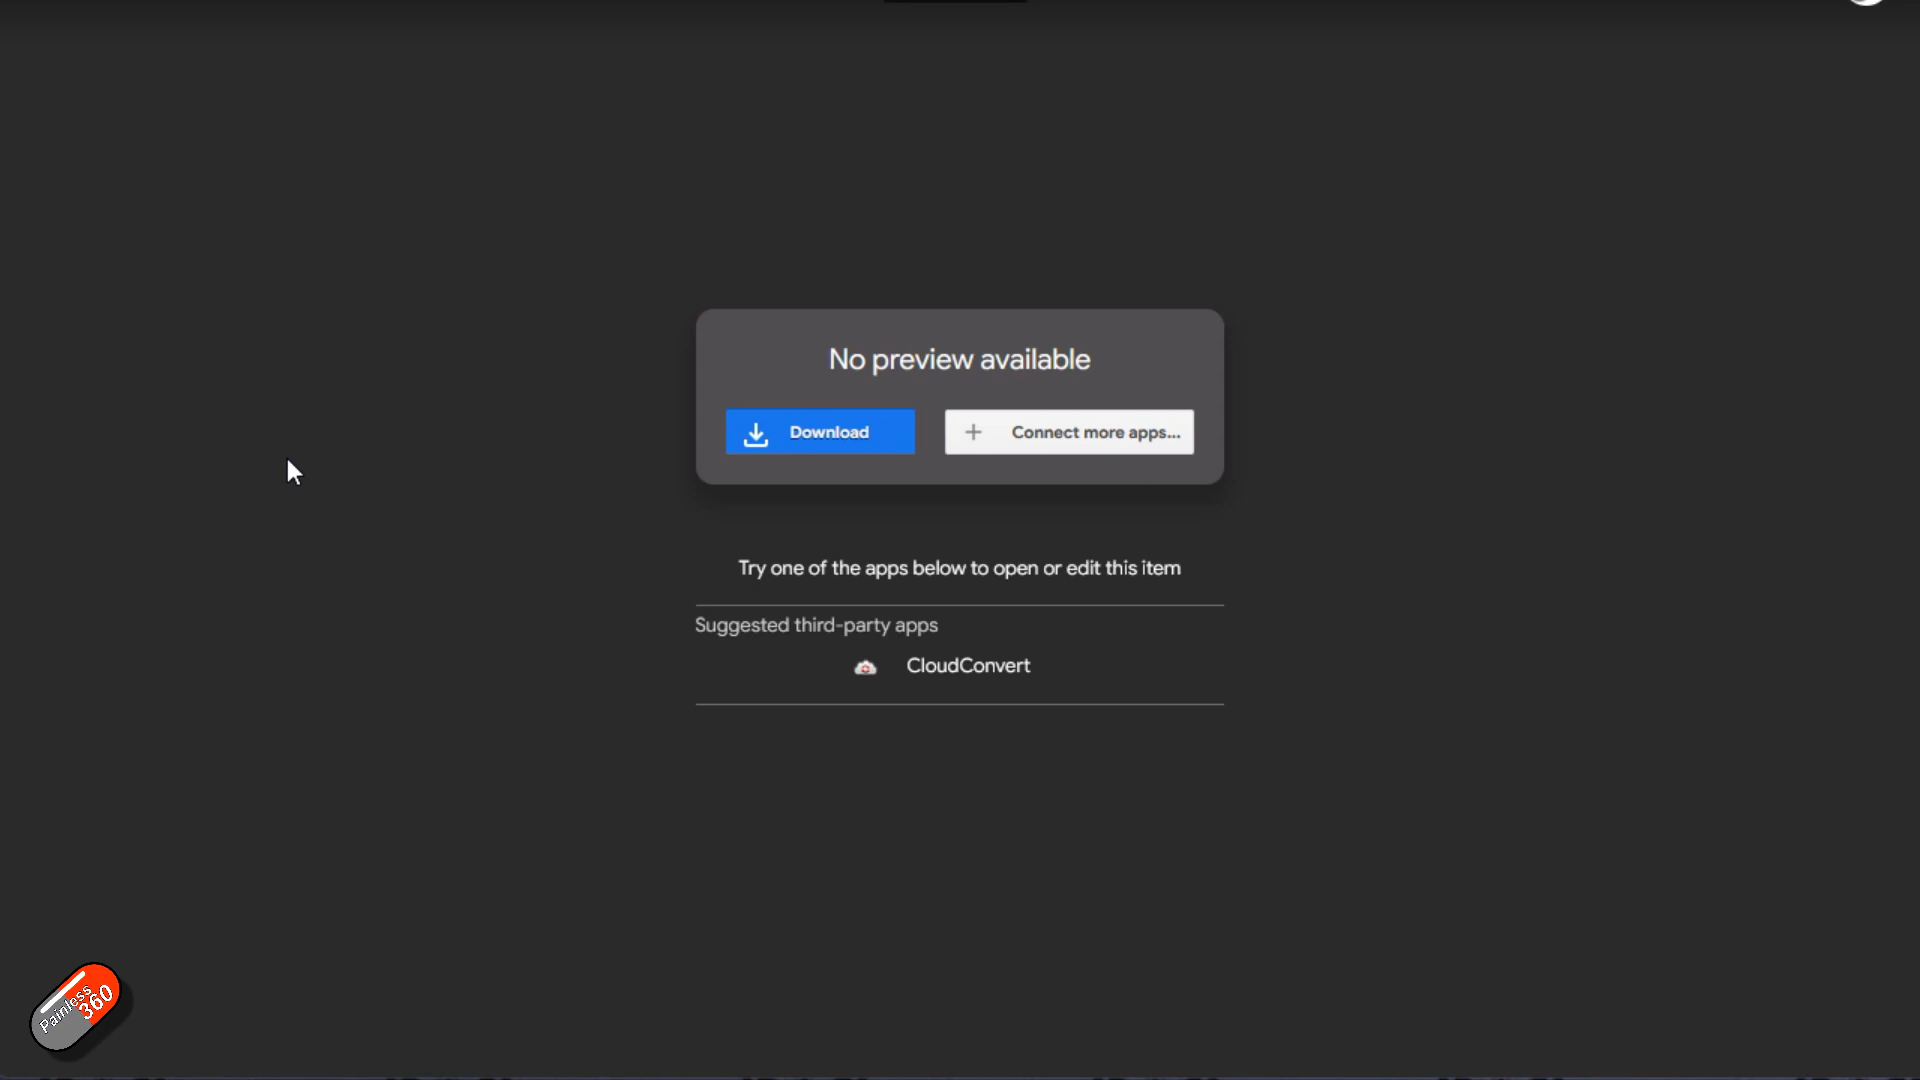 No preview available
Download
Connect more apps...
Try one of the apps below to open or edit this item
Suggested third-party apps
CloudConvert
Painless
360